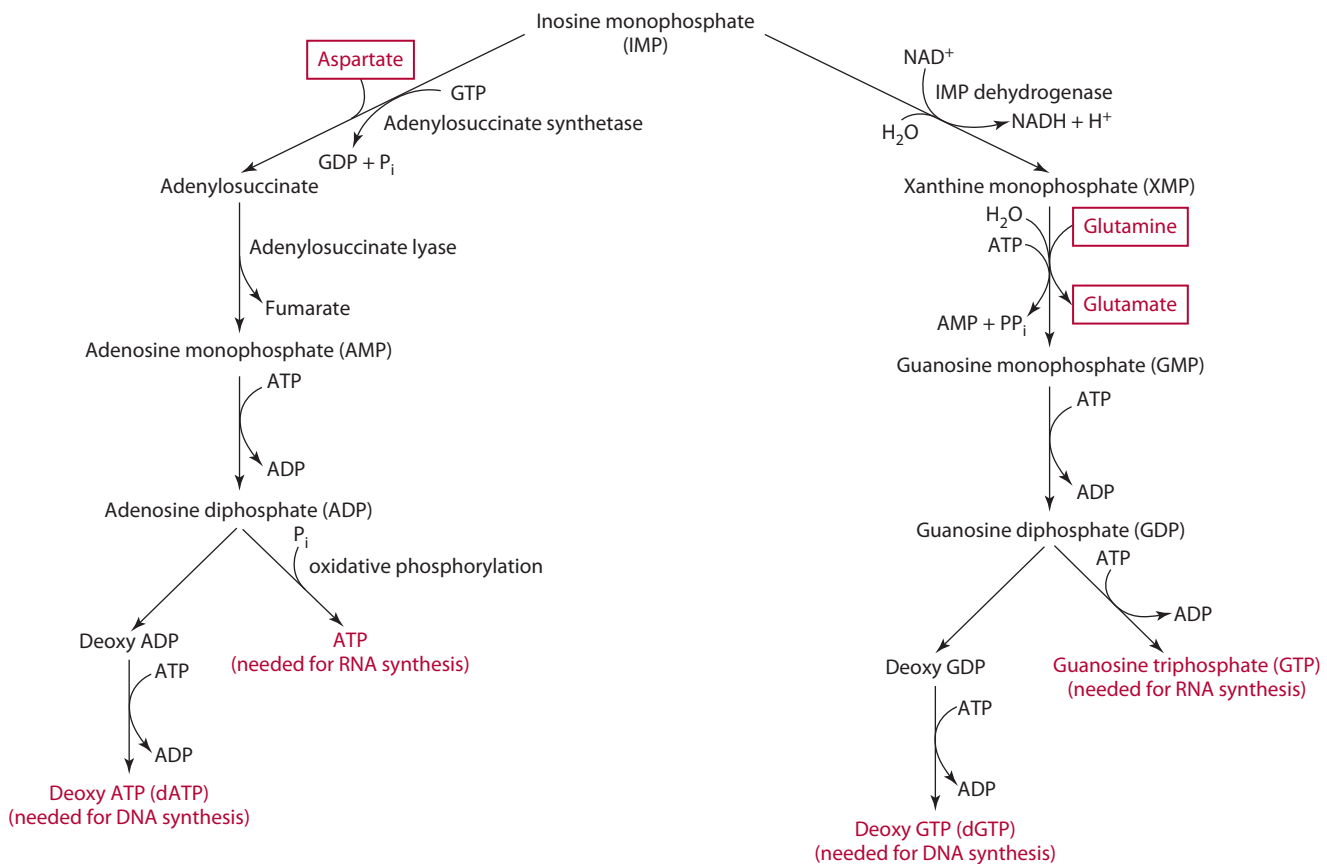 Inosine monophosphate
(IMP)
Aspartate
GTP
Adenylosuccinate synthetase
GDP + Pi
Adenylosuccinate
Adenylosuccinate lyase
Fumarate
Adenosine monophosphate (AMP)
ATP
ADP
Adenosine diphosphate (ADP)
Pi
oxidative phosphorylation
Deoxy ADP
ATP
(needed for RNA synthesis)
ATP
ADP
Deoxy ATP (dATP)
(needed for DNA synthesis)
NAD+
IMP dehydrogenase
H2O
NADH + H+
Xanthine monophosphate (XMP)
H2O
Glutamine
ATP
Glutamate
AMP + PPi
Guanosine monophosphate (GMP)
ATP
ADP
Guanosine diphosphate (GDP)
ATP
ADP
Deoxy GDP
Guanosine triphosphate (GTP)
(needed for RNA synthesis)
ATP
ADP
Deoxy GTP (dGTP)
(needed for DNA synthesis)